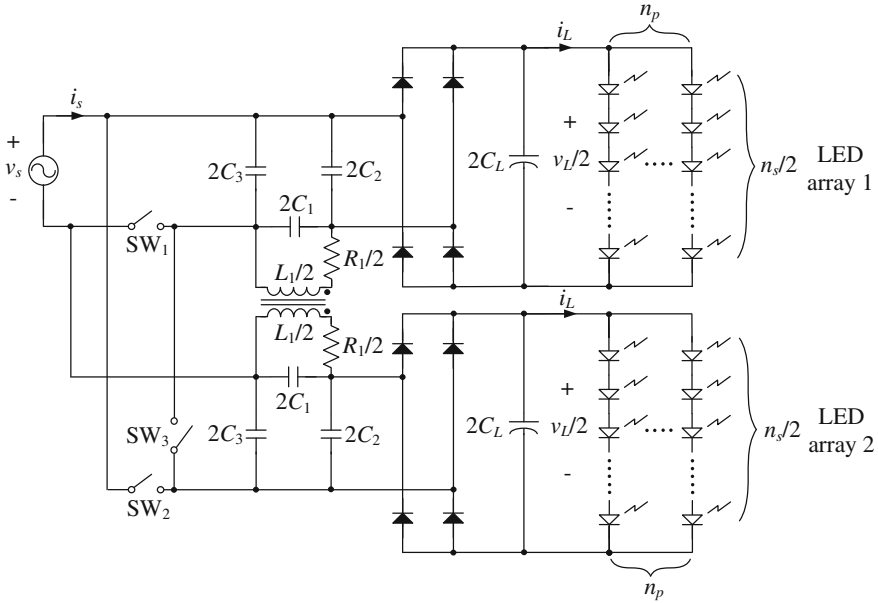 n_p
i_L
i_s
+
v_s
-
2C_3
2C_2
2C_1
2C_L
+
v_L/2
-
n_s/2
LED
array 1
SW_1
R_1/2
L_1/2
L_1/2
R_1/2
i_L
2C_1
SW_3
2C_3
2C_2
2C_L
+
v_L/2
-
n_s/2
LED
array 2
SW_2
n_p